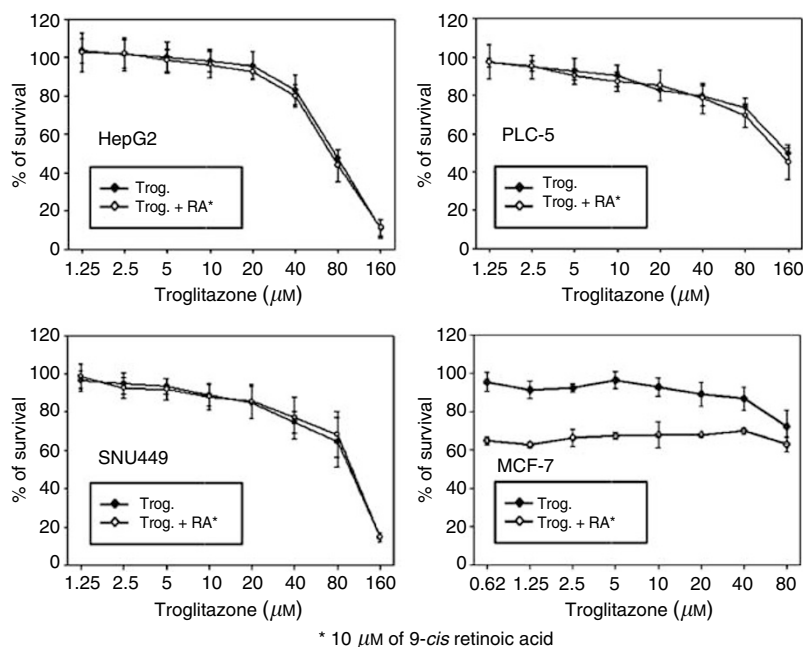 120
100
80
60
40
20
0
% of survival
HepG2
Trog.
Trog. + RA*
1.25 2.5 5 10 20 40 80 160
Troglitazone (μM)
120
100
80
60
40
20
0
% of survival
PLC-5
Trog.
Trog. + RA*
1.25 2.5 5 10 20 40 80 160
Troglitazone (μM)
120
100
80
60
40
20
0
% of survival
SNU449
Trog.
Trog. + RA*
1.25 2.5 5 10 20 40 80 160
Troglitazone (μM)
120
100
80
60
40
20
0
% of survival
MCF-7
Trog.
Trog. + RA*
0.62 1.25 2.5 5 10 20 40 80
Troglitazone (μM)
* 10 μM of 9-cis retinoic acid